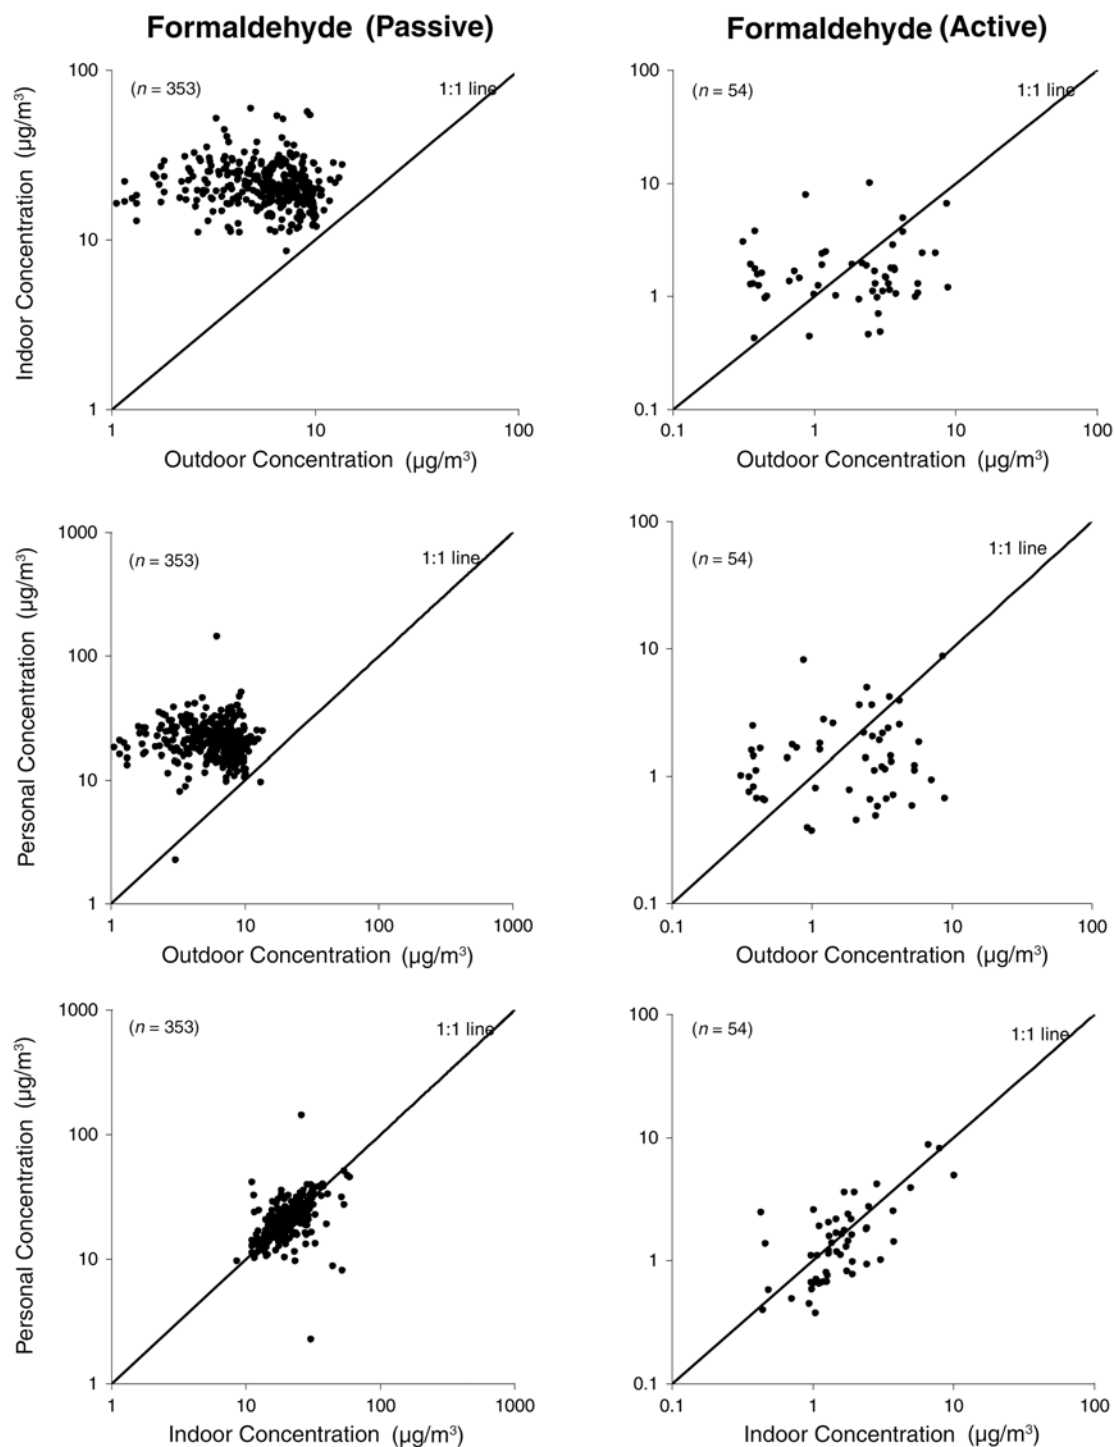 Formaldehyde (Passive)
Formaldehyde (Active)
Indoor Concentration (µg/m³)
100
10
1
(n = 353)
1:1 line
1
10
100
Outdoor Concentration (µg/m³)
100
10
1
0.1
(n = 54)
1:1 line
0.1
1
10
100
Outdoor Concentration (µg/m³)
Personal Concentration (µg/m³)
1000
100
10
1
(n = 353)
1:1 line
1
10
100
1000
Outdoor Concentration (µg/m³)
100
10
1
0.1
(n = 54)
1:1 line
0.1
1
10
100
Outdoor Concentration (µg/m³)
Personal Concentration (µg/m³)
1000
100
10
1
(n = 353)
1:1 line
1
10
100
1000
Indoor Concentration (µg/m³)
100
10
1
0.1
(n = 54)
1:1 line
0.1
1
10
100
Indoor Concentration (µg/m³)